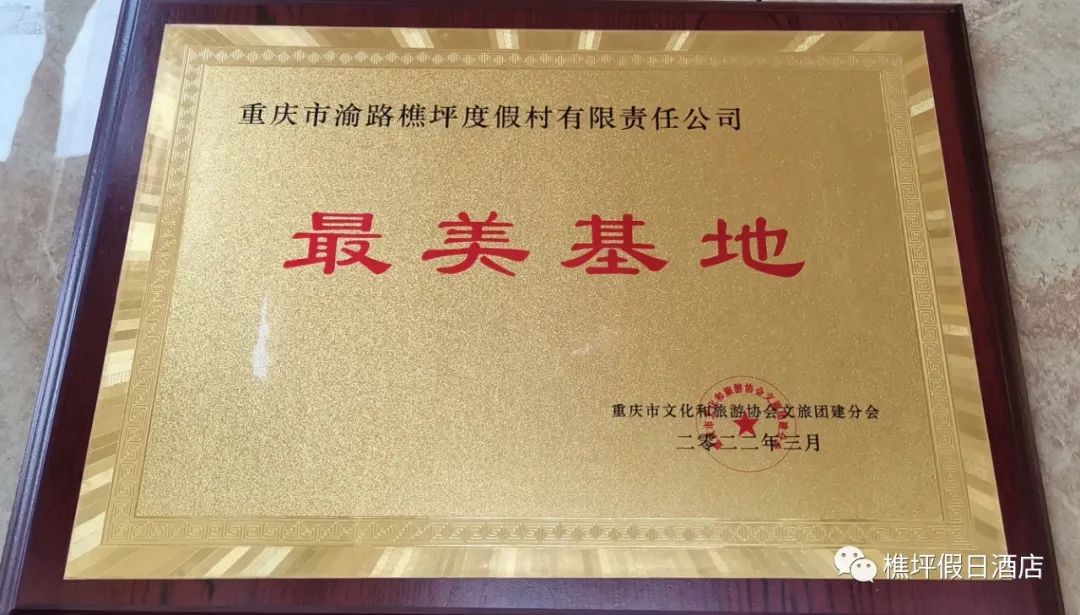 重庆市渝路樵坪度假村有限责任公司
最美基地
重庆市文化和旅游协会文旅团建分会
二零二二年三月
樵坪假日酒店